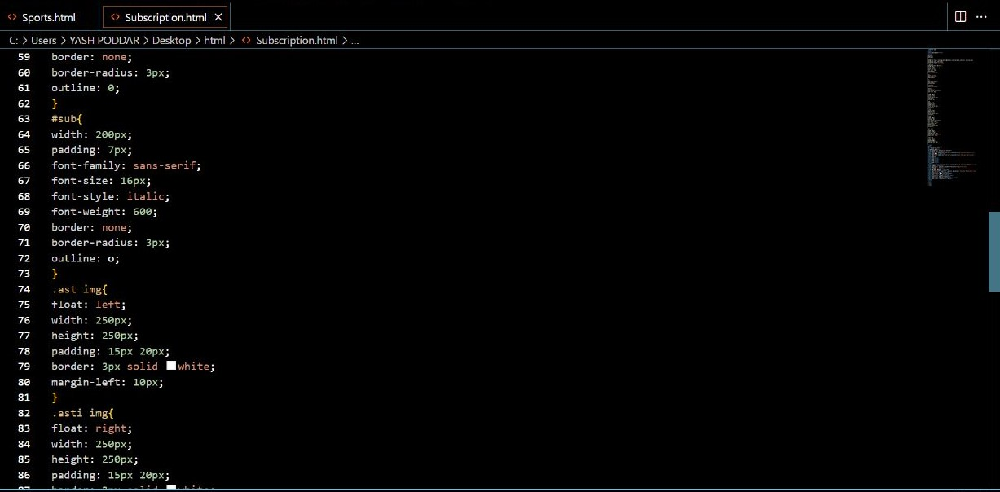 Sports.html Subscription.html
C: > Users > YASH PODDAR > Desktop > html > Subscription.html > ...
59 border: none;
60 border-radius: 3px;
61 outline: 0;
62 }
63 #sub{
64 width: 200px;
65 padding: 7px;
66 font-family: sans-serif;
67 font-size: 16px;
68 font-style: italic;
69 font-weight: 600;
70 border: none;
71 border-radius: 3px;
72 outline: o;
73 }
74 .ast img{
75 float: left;
76 width: 250px;
77 height: 250px;
78 padding: 15px 20px;
79 border: 3px solid white;
80 margin-left: 10px;
81 }
82 .asti img{
83 float: right;
84 width: 250px;
85 height: 250px;
86 padding: 15px 20px;